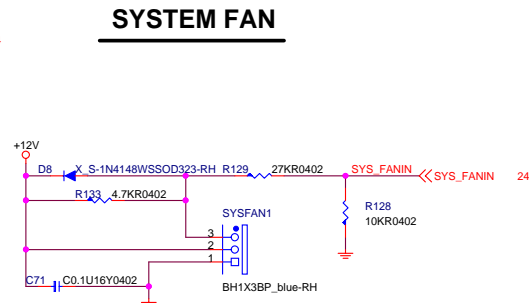 SYSTEM FAN
+12V
D8 X_S-1N4148WSSOD323-RH R129 27KR0402 SYS_FANIN SYS_FANIN 24
R133 4.7KR0402
R128
10KR0402
SYSFAN1
3
2
1
C71 C0.1U16Y0402
BH1X3BP_blue-RH